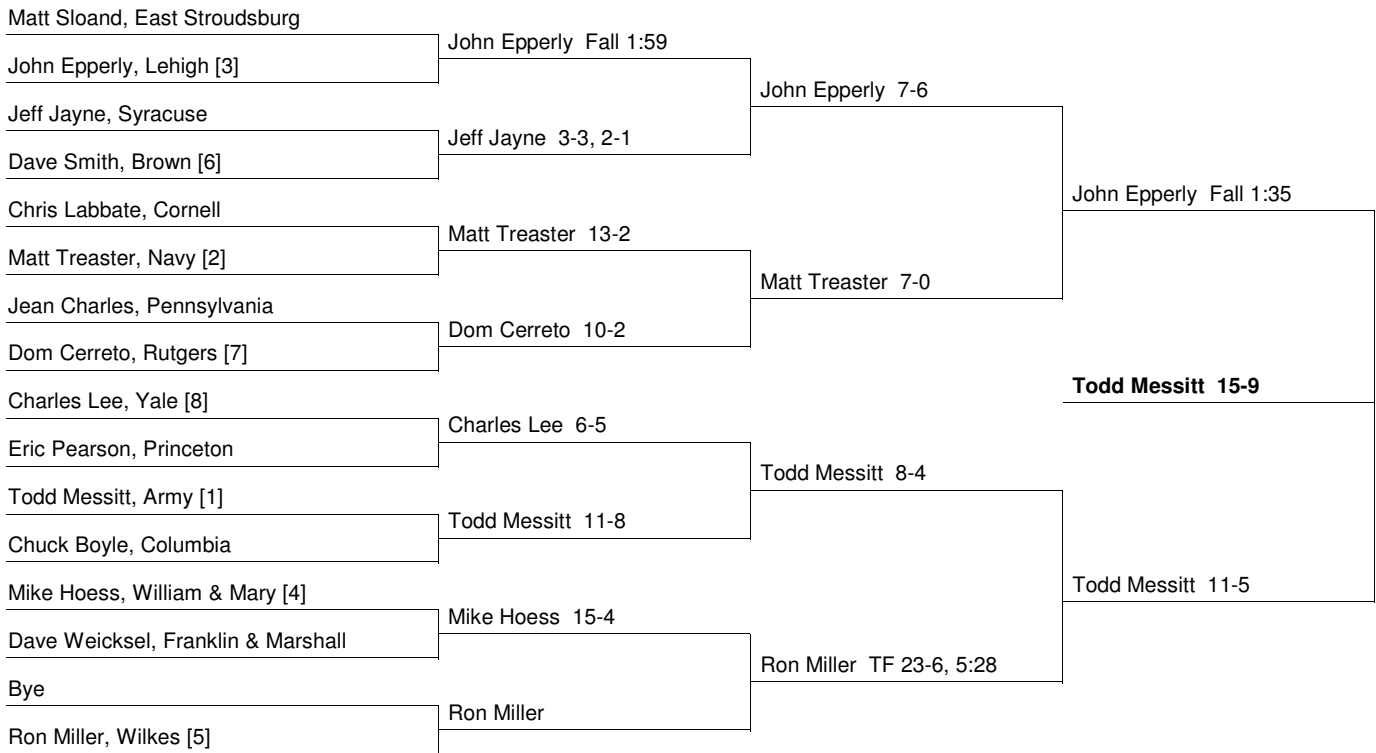 Matt Sloand, East Stroudsburg
John Epperly, Lehigh [3]
Jeff Jayne, Syracuse
Dave Smith, Brown [6]
Chris Labbate, Cornell
Matt Treaster, Navy [2]
Jean Charles, Pennsylvania
Dom Cerreto, Rutgers [7]
Charles Lee, Yale [8]
Eric Pearson, Princeton
Todd Messitt, Army [1]
Chuck Boyle, Columbia
Mike Hoess, William & Mary [4]
Dave Weicksel, Franklin & Marshall
Bye
Ron Miller, Wilkes [5]
John Epperly Fall 1:59
Jeff Jayne 3-3, 2-1
Matt Treaster 13-2
Dom Cerreto 10-2
Charles Lee 6-5
Todd Messitt 11-8
Mike Hoess 15-4
Ron Miller
John Epperly 7-6
Matt Treaster 7-0
Todd Messitt 8-4
Ron Miller TF 23-6, 5:28
John Epperly Fall 1:35
Todd Messitt 15-9
Todd Messitt 11-5